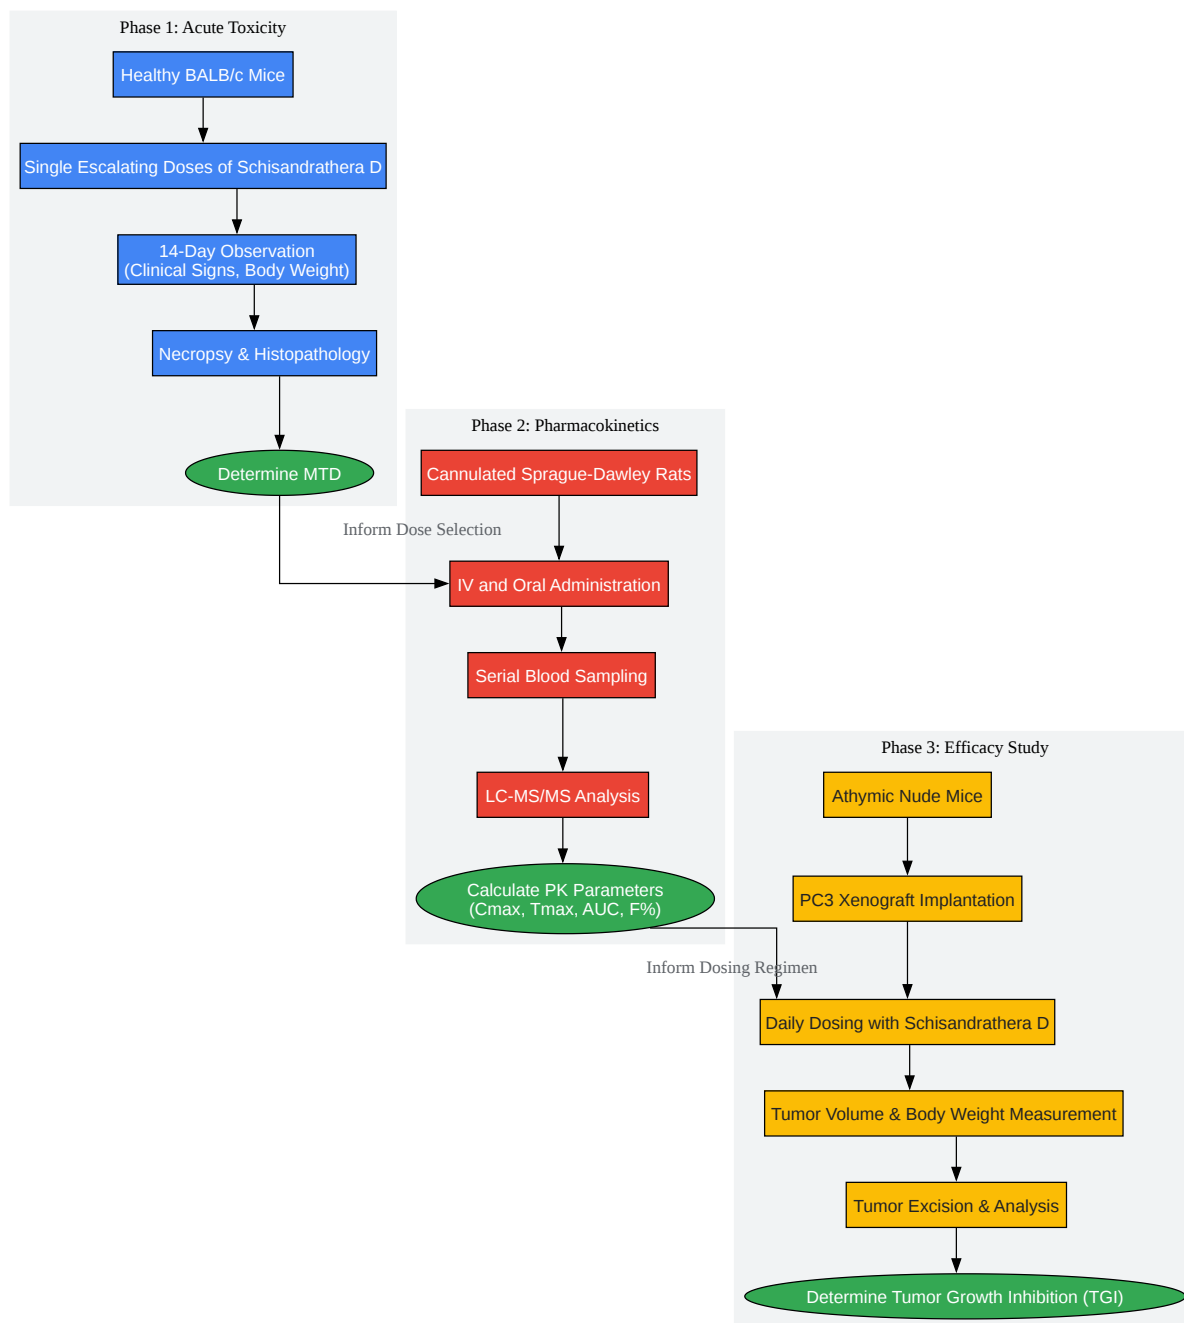 Phase 1: Acute Toxicity
Healthy BALB/c Mice
Single Escalating Doses of Schisandrathera D
14-Day Observation
(Clinical Signs, Body Weight)
Necropsy & Histopathology
Determine MTD
Inform Dose Selection
Phase 2: Pharmacokinetics
Cannulated Sprague-Dawley Rats
IV and Oral Administration
Serial Blood Sampling
LC-MS/MS Analysis
Calculate PK Parameters
(Cmax, Tmax, AUC, F%)
Inform Dosing Regimen
Phase 3: Efficacy Study
Athymic Nude Mice
PC3 Xenograft Implantation
Daily Dosing with Schisandrathera D
Tumor Volume & Body Weight Measurement
Tumor Excision & Analysis
Determine Tumor Growth Inhibition (TGI)